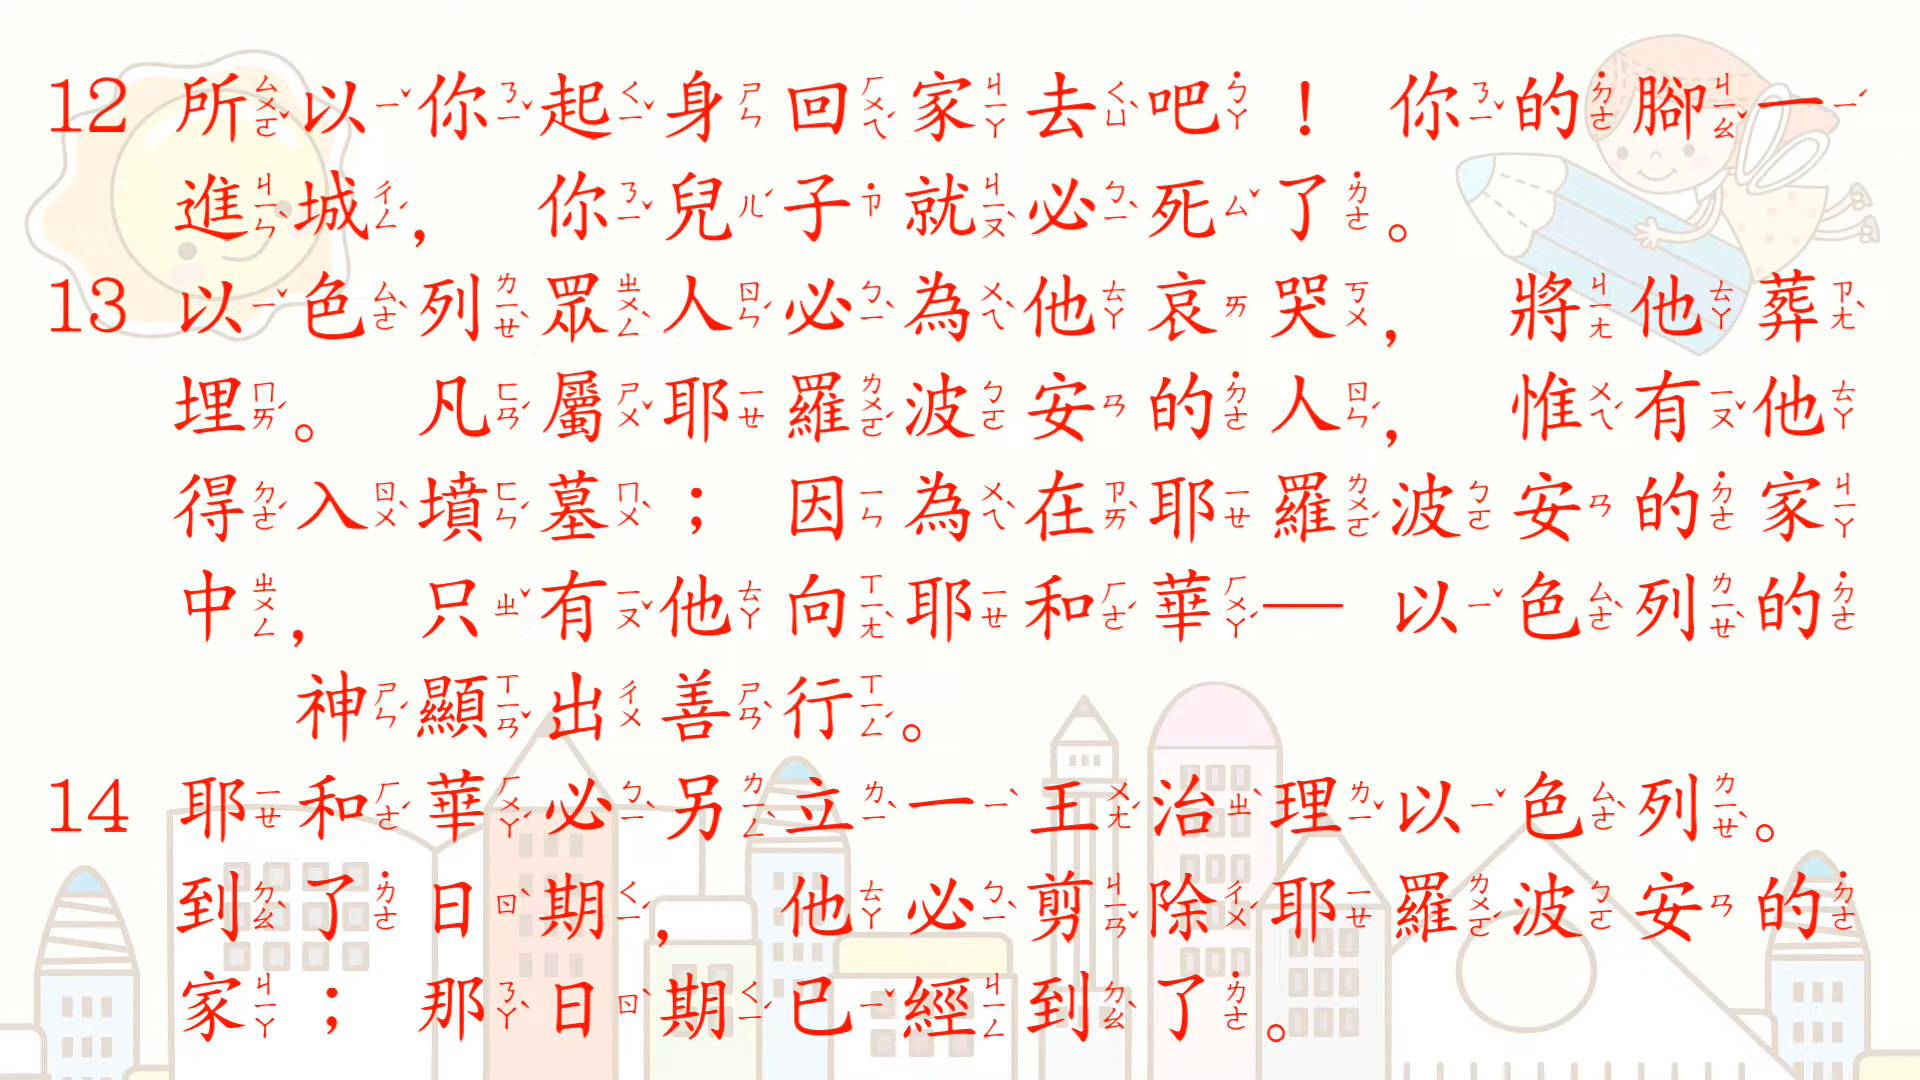 12 所以你起身回家去吧！ 你的腳一
進城， 你兒子就必死了。
13 以色列眾人必為他哀哭， 將他葬
埋。 凡屬耶羅波安的人， 惟有他
得入墳墓；因為在耶羅波安的家
中， 只有他向耶和華─ 以色列的
神顯出善行。
14 耶和華必另立一王治理以色列。
到了日期，他必剪除耶羅波安的
家；那日期已經到了。